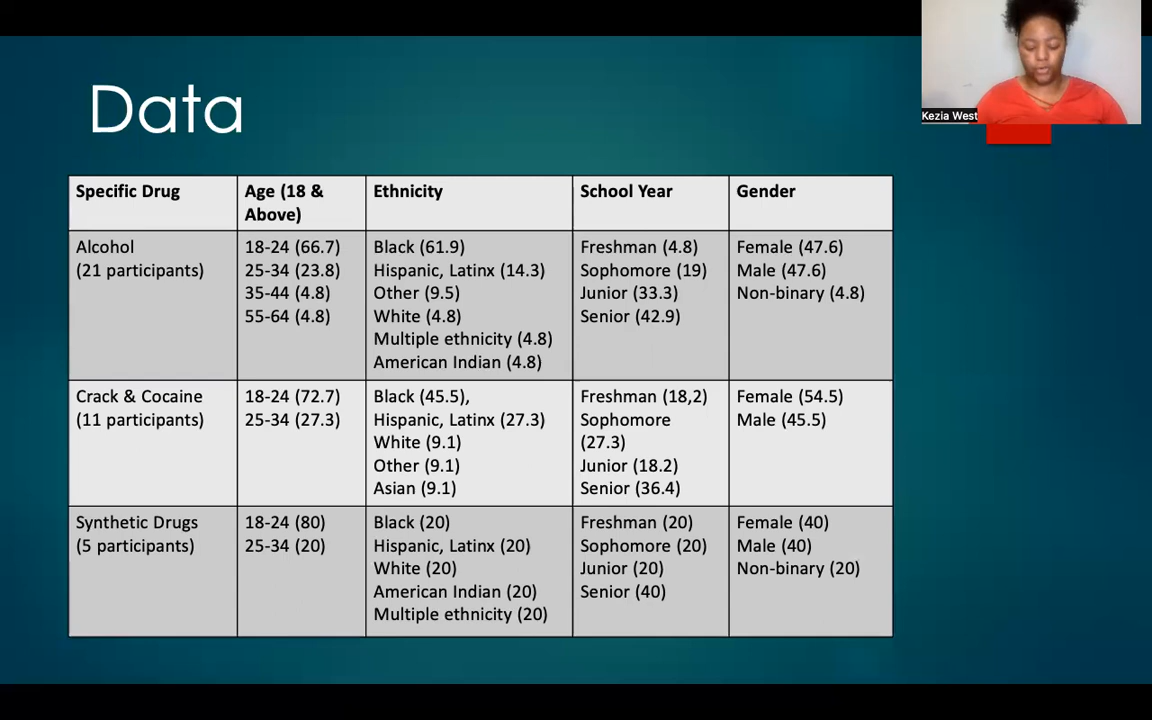 Data
Kezia West
Specific Drug
Age (18 &
Above)
Ethnicity
School Year
Gender
Alcohol
(21 participants)
18-24 (66.7)
25-34 (23.8)
35-44 (4.8)
55-64 (4.8)
Black (61.9)
Hispanic, Latinx (14.3)
Other (9.5)
White (4.8)
Multiple ethnicity (4.8)
American Indian (4.8)
Freshman (4.8)
Sophomore (19)
Junior (33.3)
Senior (42.9)
Female (47.6)
Male (47.6)
Non-binary (4.8)
Crack & Cocaine
(11 participants)
18-24 (72.7)
25-34 (27.3)
Black (45.5),
Hispanic, Latinx (27.3)
White (9.1)
Other (9.1)
Asian (9.1)
Freshman (18,2)
Sophomore
(27.3)
Junior (18.2)
Senior (36.4)
Female (54.5)
Male (45.5)
Synthetic Drugs
(5 participants)
18-24 (80)
25-34 (20)
Black (20)
Hispanic, Latinx (20)
White (20)
American Indian (20)
Multiple ethnicity (20)
Freshman (20)
Sophomore (20)
Junior (20)
Senior (40)
Female (40)
Male (40)
Non-binary (20)